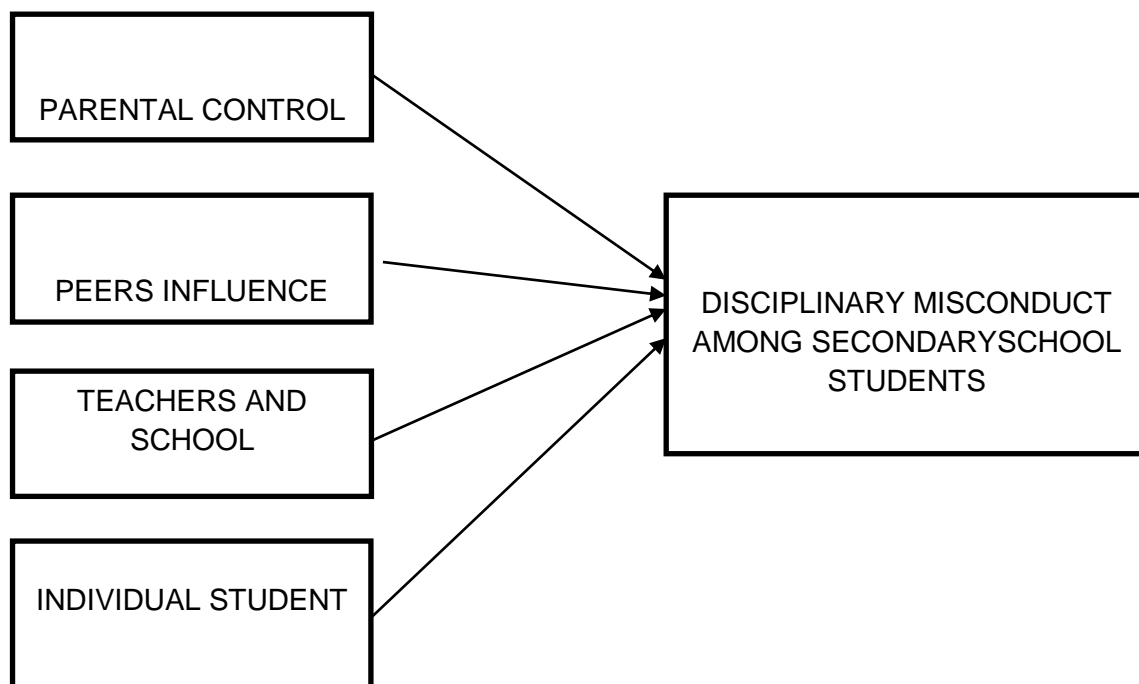 PARENTAL CONTROL
PEERS INFLUENCE
TEACHERS AND
SCHOOL
INDIVIDUAL STUDENT
DISCIPLINARY MISCONDUCT
AMONG SECONDARYSCHOOL
STUDENTS